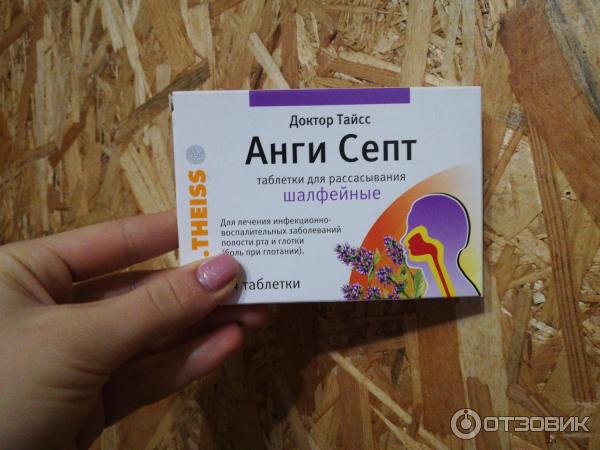 Доктор Тайсс
Анги Септ
таблетки для рассасывания
шалфейные
Для лечения инфекционно-
воспалительных заболеваний
полости рта и глотки
(боль при глотании).
таблетки
THEISS
ОТЗОВИК